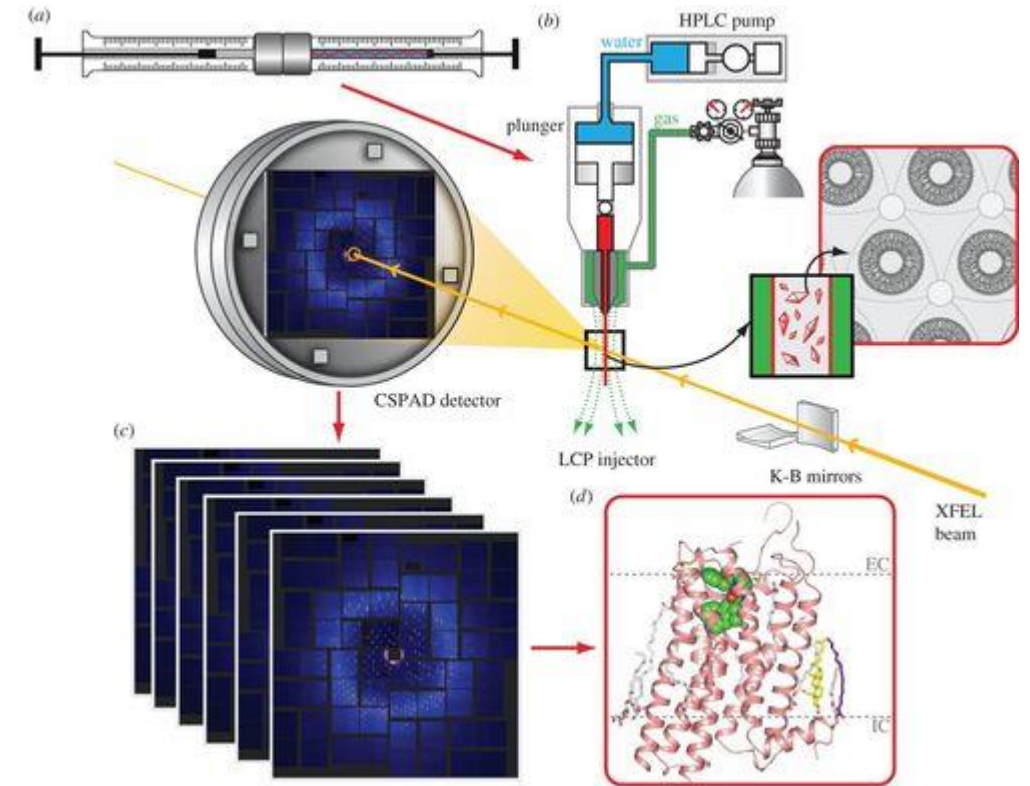 (a)
(b)
HPLC pump
water
plunger
gas
CSPAD detector
(c)
LCP injector
K-B mirrors
(d)
XFEL
beam
EC
IC